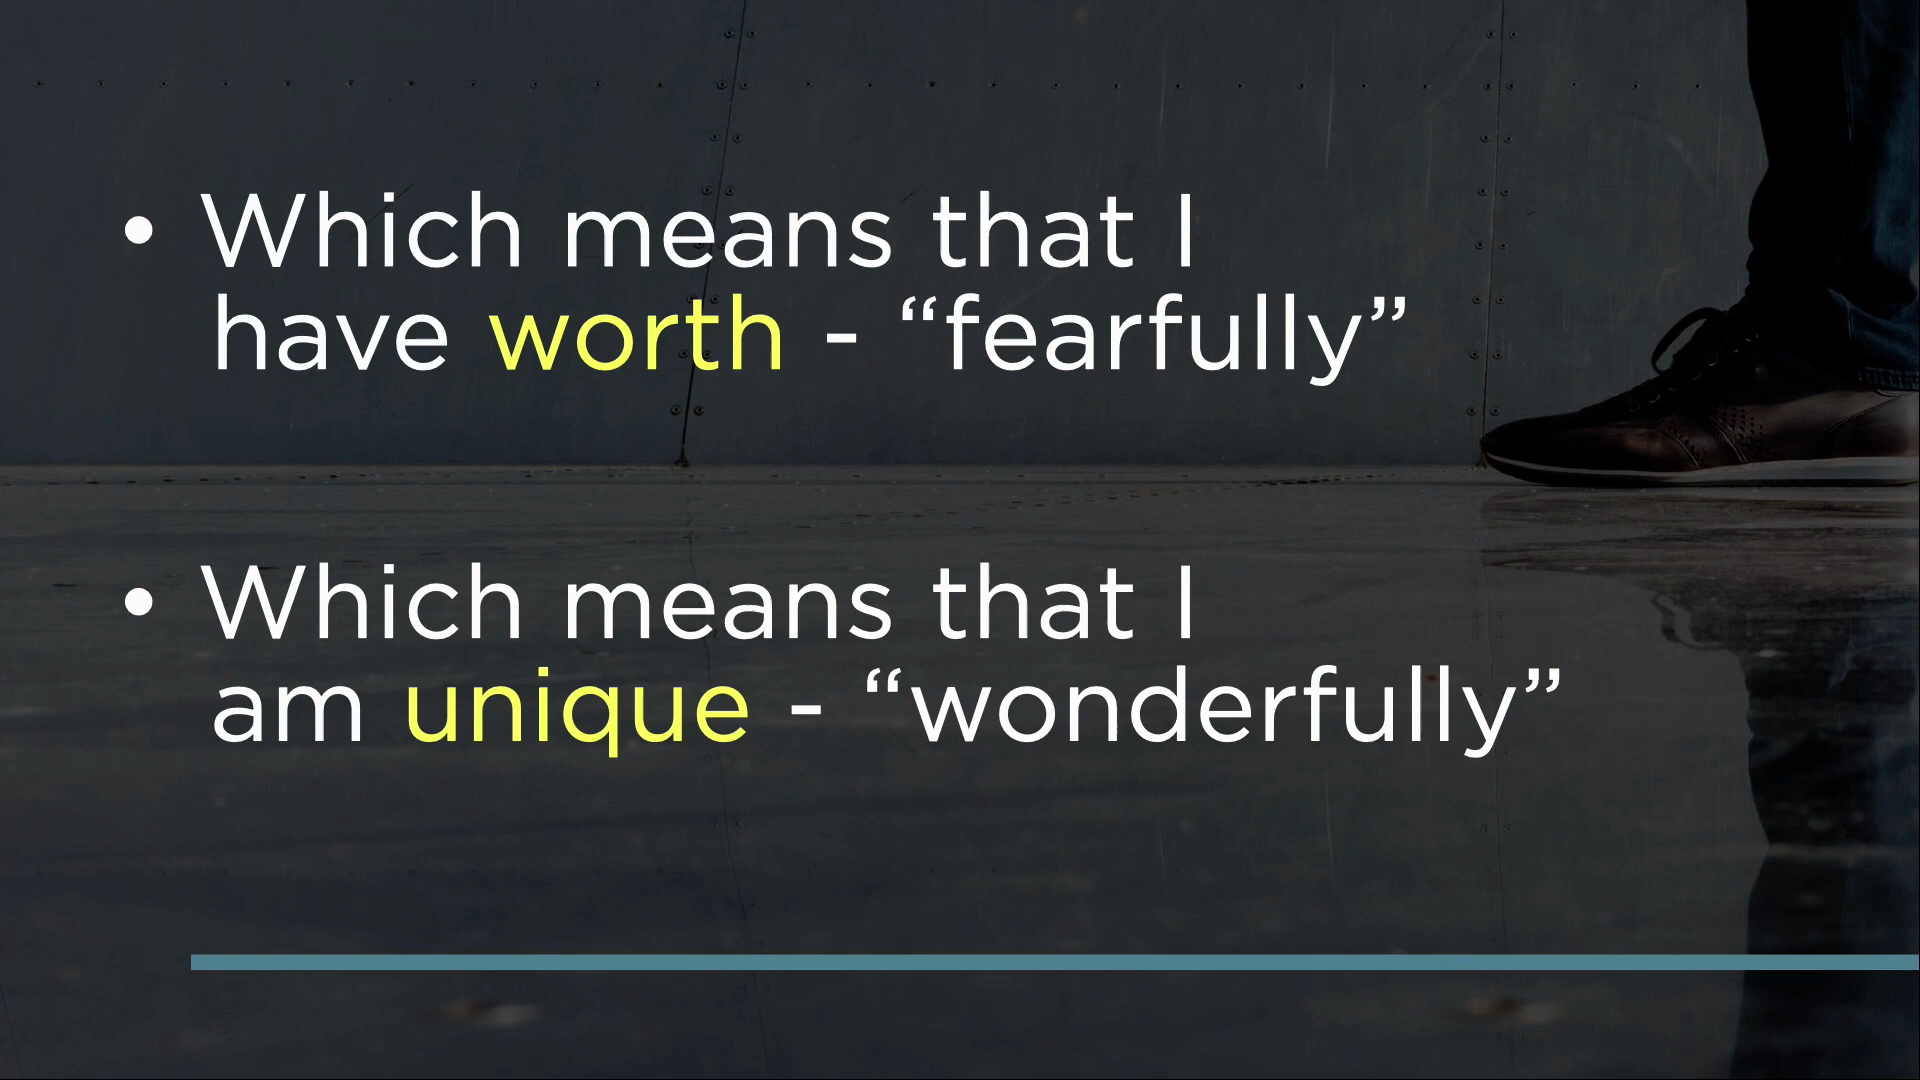 • Which means that I
have worth - “fearfully”
• Which means that I
am unique - “wonderfully”